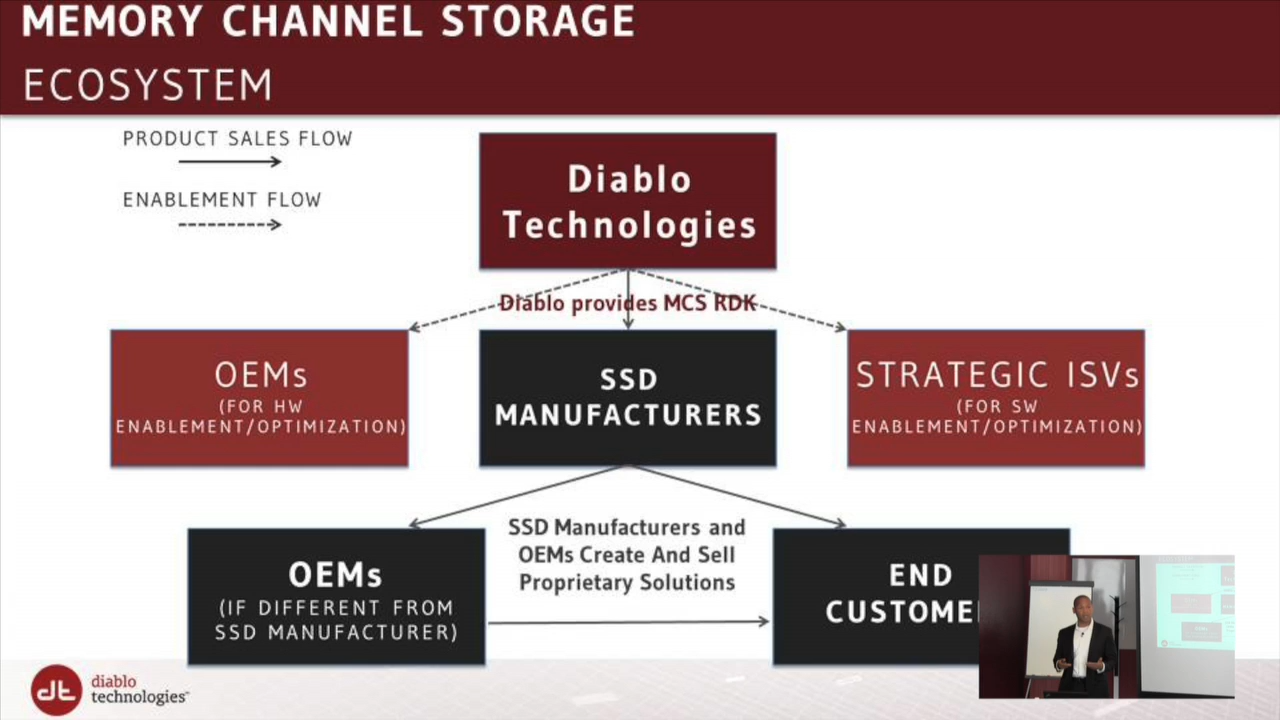 MEMORY CHANNEL STORAGE
ECOSYSTEM
PRODUCT SALES FLOW
ENABLEMENT FLOW
Diablo
Technologies
Diablo provides MCS RDK
OEMs
(FOR HW
ENABLEMENT/OPTIMIZATION)
SSD
MANUFACTURERS
STRATEGIC ISVs
(FOR SW
ENABLEMENT/OPTIMIZATION)
OEMs
(IF DIFFERENT FROM
SSD MANUFACTURER)
SSD Manufacturers and
OEMs Create And Sell
Proprietary Solutions
END
CUSTOME
diablo
technologies™